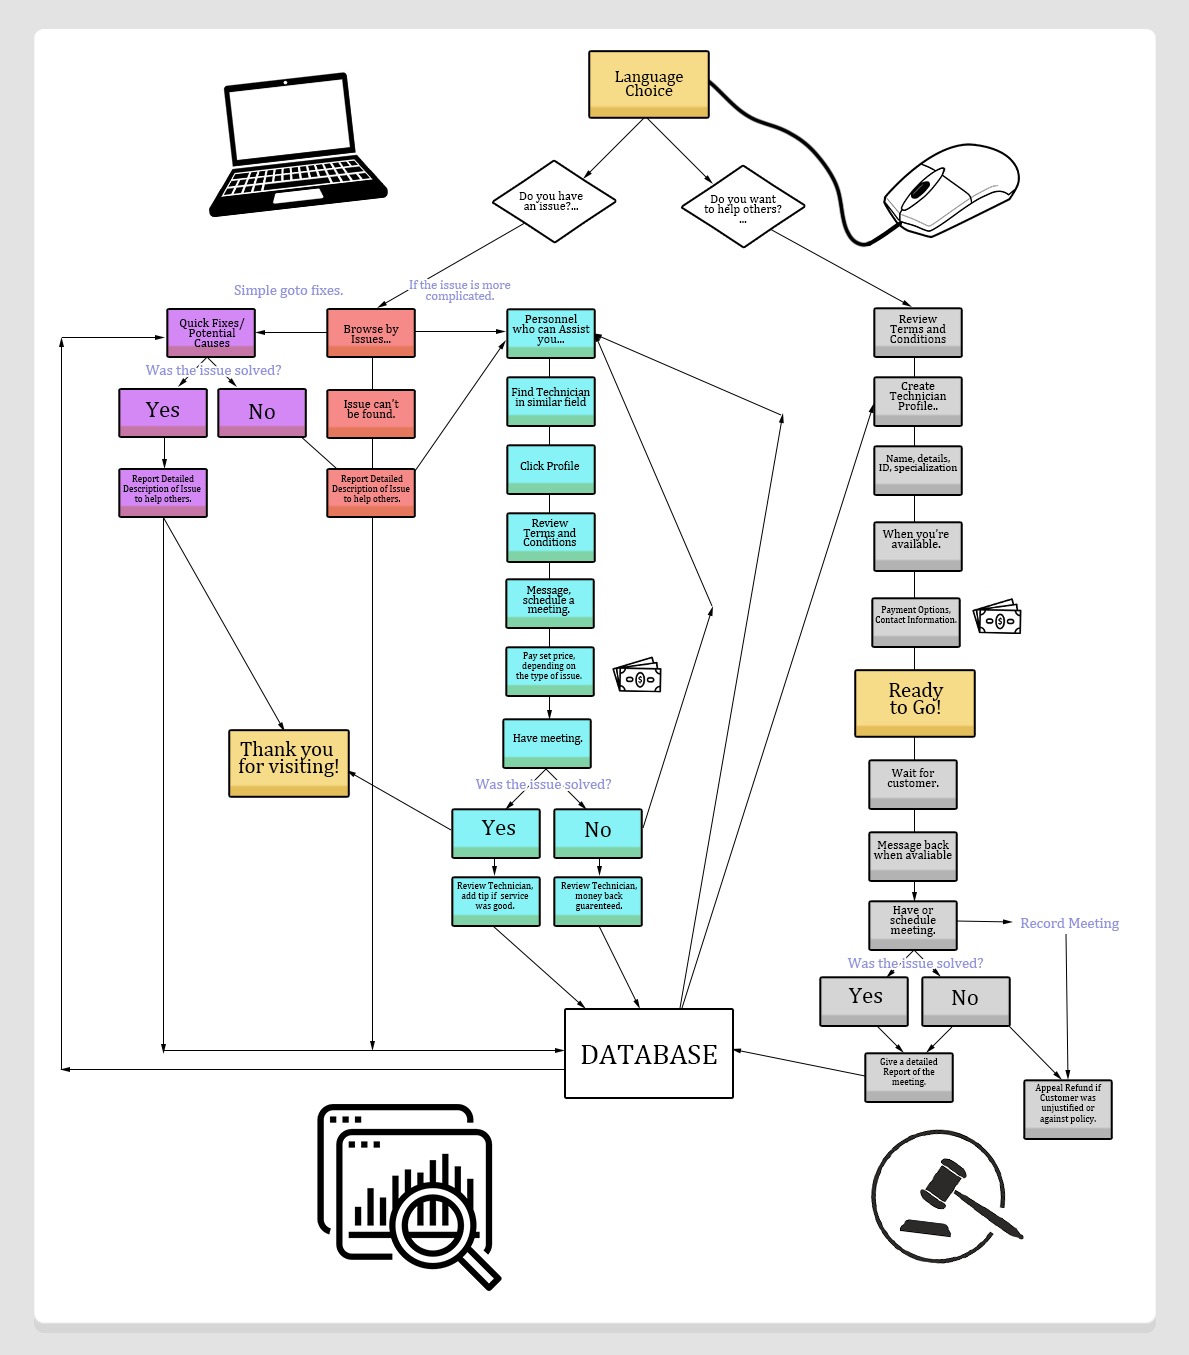 Language
Choice
Do you have
an issue?...
Do you want
to help others?
...
Simple goto fixes.
If the issue is more
complicated.
Quick Fixes/
Potential
Causes
Browse by
Issues...
Personnel
who can Assist
you...
Review
Terms and
Conditions
Was the issue solved?
Yes
No
Issue can't
be found.
Find Technician
in similar field
Create
Technician
Profile..
Report Detailed
Description of Issue
to help others.
Report Detailed
Description of Issue
to help others.
Click Profile
Name, details,
ID, specialization
Review
Terms and
Conditions
When you're
available.
Message,
schedule a
meeting.
Payment Options,
Contact Information.
Pay set price,
depending on
the type of issue.
Ready
to Go!
Have meeting.
Thank you
for visiting!
Wait for
customer.
Was the issue solved?
Yes
No
Message back
when avaliable
Review Technician,
add tip if  service
was good.
Review Technician,
money back
guarenteed.
Have or
schedule
meeting.
Record Meeting
Was the issue solved?
Yes
No
DATABASE
Give a detailed
Report of the
meeting.
Appeal Refund if
Customer was
unjustified or
against policy.